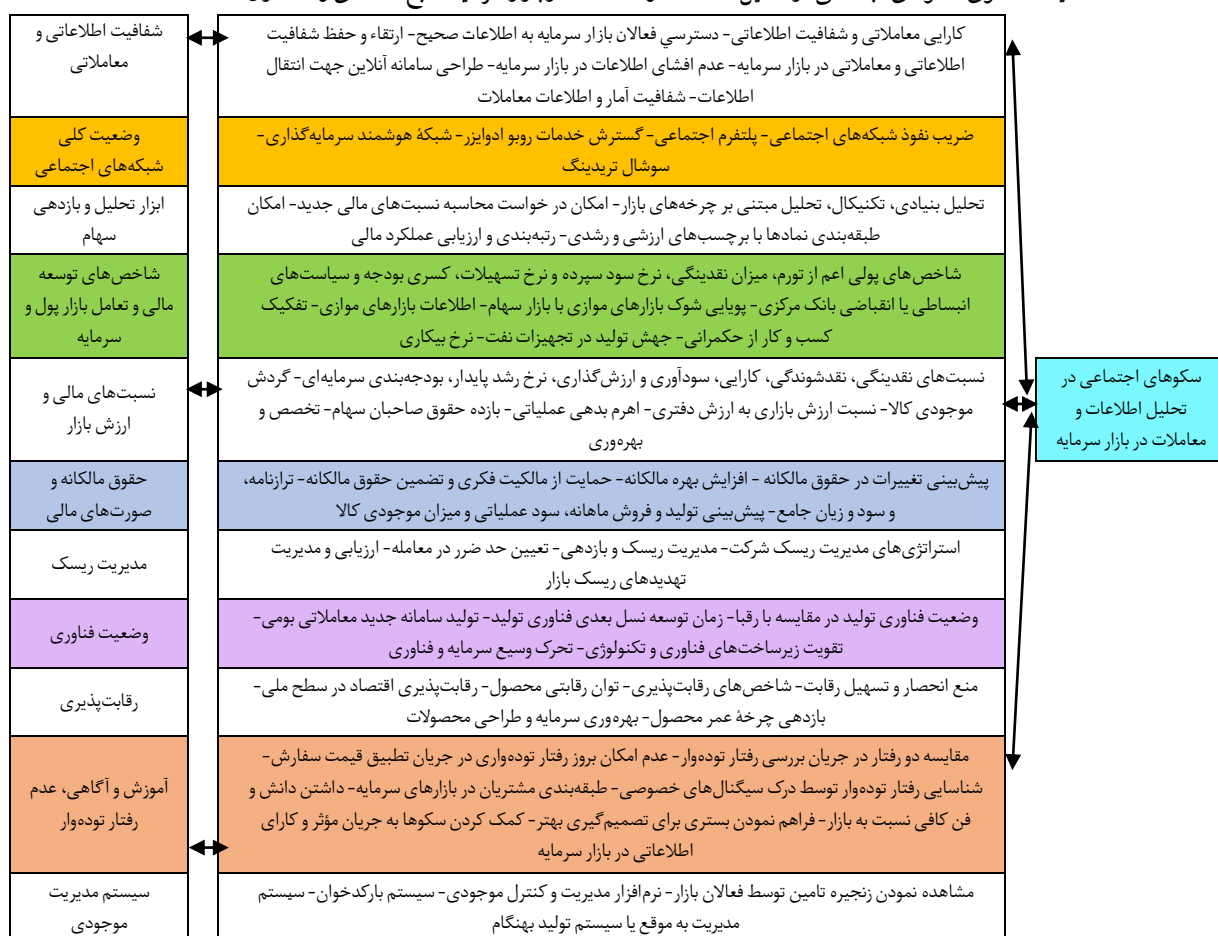 شفافیت اطلاعاتی و
معاملاتی
کارایی معاملاتی و شفافیت اطلاعاتی- دسترسي فعالان بازار سرمایه به اطلاعات صحیح- ارتقاء و حفظ شفافیت
اطلاعاتی و معاملاتی در بازار سرمایه- عدم افشای اطلاعات در بازار سرمایه- طراحی سامانه آنلاین جهت انتقال
اطلاعات- شفافیت آمار و اطلاعات معاملات
وضعیت کلی
شبکه‌های اجتماعی
ضریب نفوذ شبکه‌های اجتماعی- پلتفرم اجتماعی- گسترش خدمات روبو ادوایزر- شبکۀ هوشمند سرمایه‌گذاری-
سوشال تریدینگ
ابزار تحلیل و بازدهی
سهام
تحلیل بنیادی، تکنیکال، تحلیل مبتنی بر چرخه‌های بازار- امکان در خواست محاسبه نسبت‌های مالی جدید- امکان
طبقه‌بندی نمادها با برچسب‌های ارزشی و رشدی- رتبه‌بندی و ارزیابی عملکرد مالی
شاخص‌های توسعه
مالی و تعامل بازار پول و
سرمایه
شاخص‌های پولی اعم از تورم، میزان نقدینگی، نرخ سود سپرده و نرخ تسهیلات، کسری بودجه و سیاست‌های
انبساطی یا انقباضی بانک مرکزی- پویایی شوک بازارهای موازی با بازار سهام- اطلاعات بازارهای موازی- تفکیک
کسب و کار از حکمرانی- جهش تولید در تجهیزات نفت- نرخ بیکاری
نسبت‌های مالی و
ارزش بازار
نسبت‌های نقدینگی، نقدشوندگی، کارایی، سودآوری و ارزش‌گذاری، نرخ رشد پایدار، بودجه‌بندی سرمایه‌ای- گردش
موجودی کالا- نسبت ارزش بازاری به ارزش دفتری- اهرم بدهی عملیاتی- بازده حقوق صاحبان سهام- تخصص و
بهره‌وری
سکوهای اجتماعی در
تحلیل اطلاعات و
معاملات در بازار سرمایه
حقوق مالکانه و
صورت‌های مالی
پیش‌بینی تغییرات در حقوق مالکانه - افزایش بهره مالکانه- حمایت از مالکیت فکری و تضمین حقوق مالکانه- ترازنامه،
و سود و زیان جامع- پیش‌بینی تولید و فروش ماهانه، سود عملیاتی و میزان موجودی کالا
مدیریت ریسک
استراتژی‌های مدیریت ریسک شرکت- مدیریت ریسک و بازدهی- تعیین حد ضرر در معامله- ارزیابی و مدیریت
تهدیدهای ریسک بازار
وضعیت فناوری
وضعیت فناوری تولید در مقایسه با رقبا- زمان توسعه نسل بعدی فناوری تولید- تولید سامانه جدید معاملاتی بومی-
تقویت زیرساخت‌های فناوری و تکنولوژی- تحرک وسیع سرمایه و فناوری
رقابت‌پذیری
منع انحصار و تسهیل رقابت- شاخص‌های رقابت‌پذیری- توان رقابتی محصول- رقابت‌پذیری اقتصاد در سطح ملی-
بازدهی چرخۀ عمر محصول- بهره‌وری سرمایه و طراحی محصولات
آموزش و آگاهی، عدم
رفتار توده‌وار
مقایسه دو رفتار در جریان بررسی رفتار توده‌وار- عدم امکان بروز رفتار توده‌واری در جریان تطبیق قیمت سفارش-
شناسایی رفتار توده‌وار توسط درک سیگنال‌های خصوصی- طبقه‌بندی مشتریان در بازارهای سرمایه- داشتن دانش و
فن کافی نسبت به بازار- فراهم نمودن بستری برای تصمیم‌گیری بهتر- کمک کردن سکوها به جریان مؤثر و کارای
اطلاعاتی در بازار سرمایه
سیستم مدیریت
موجودی
مشاهده نمودن زنجیره تامین توسط فعالان بازار- نرم‌افزار مدیریت و کنترل موجودی- سیستم بارکدخوان- سیستم
مدیریت به موقع یا سیستم تولید بهنگام